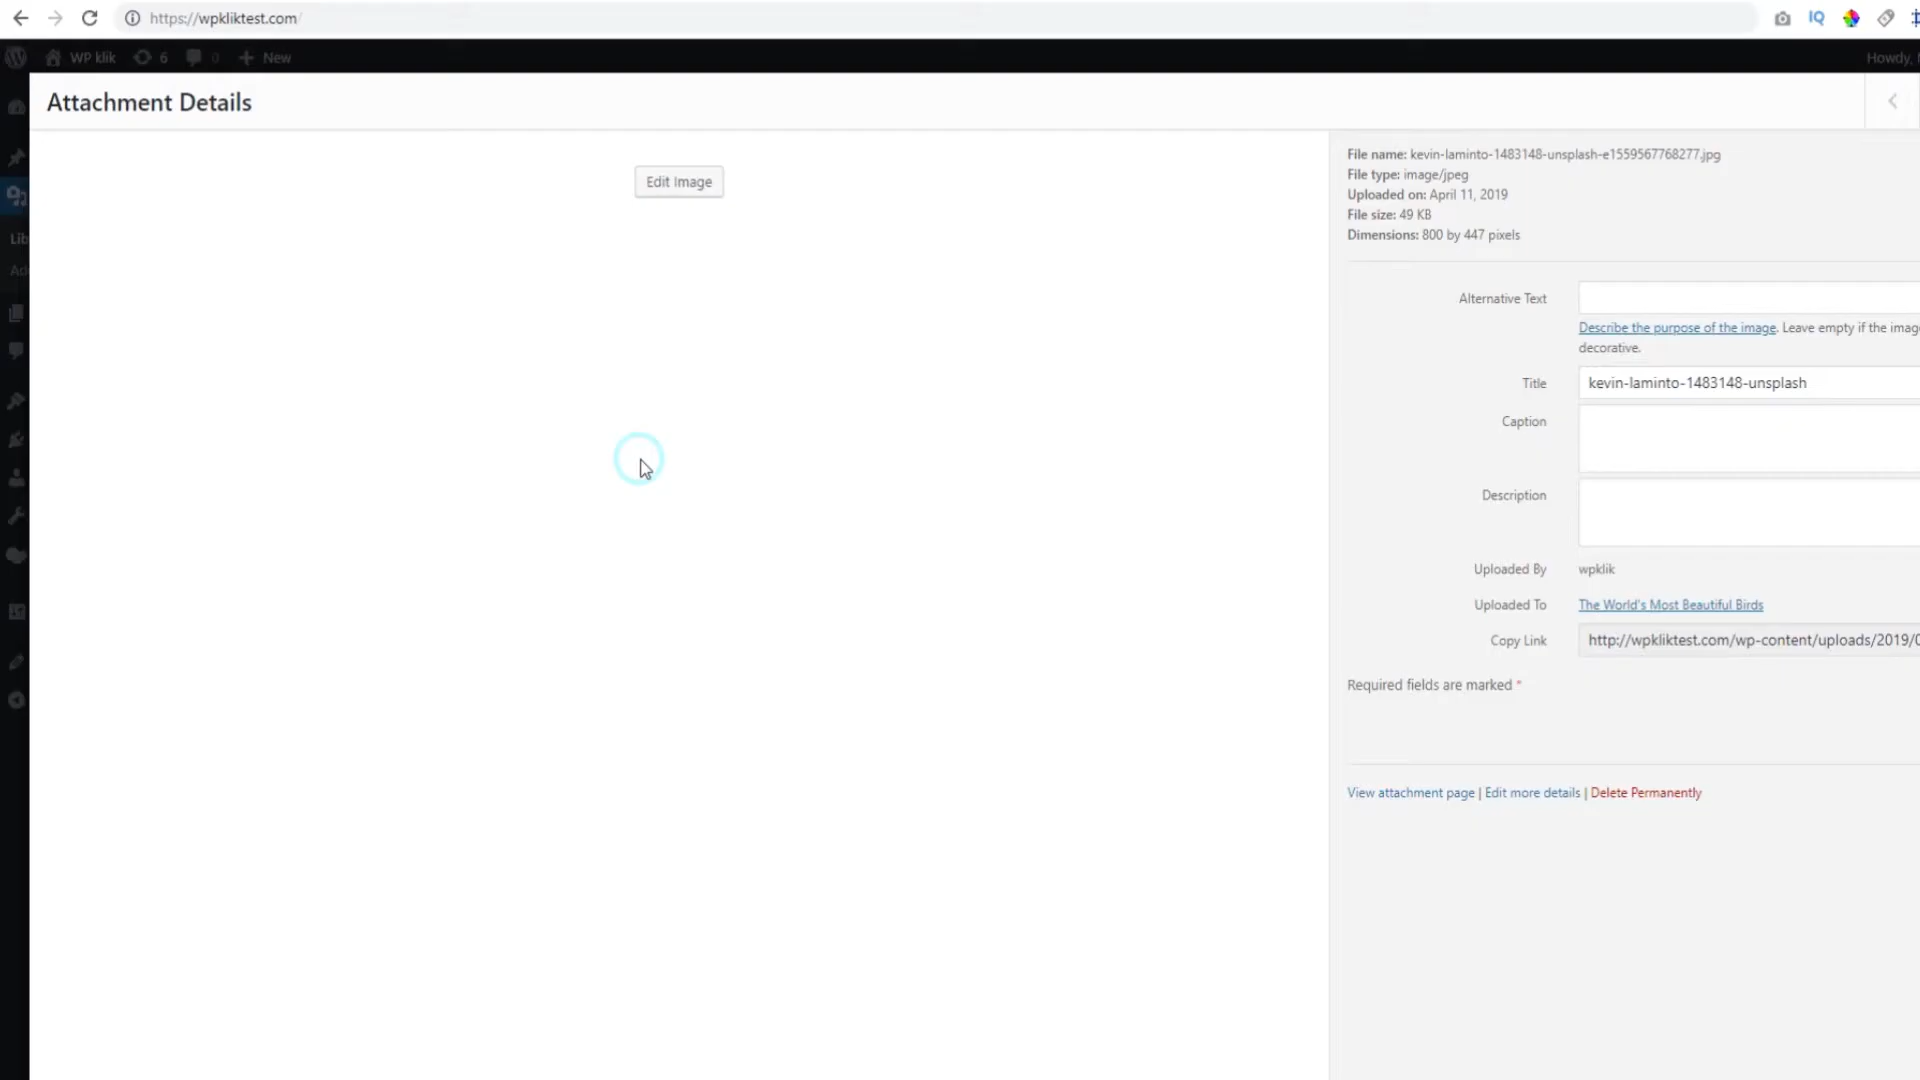 https://wpkliktest.com
WP klik 6 0 New
Howdy,
Attachment Details
Edit Image
File name: kevin-laminto-1483148-unsplash-e1559567768277.jpg
File type: image/jpeg
Uploaded on: April 11, 2019
File size: 49 KB
Dimensions: 800 by 447 pixels
Lib
Ad
Alternative Text
Describe the purpose of the image. Leave empty if the imag
decorative.
Title kevin-laminto-1483148-unsplash
Caption
Description
Uploaded By wpklik
Uploaded To The World's Most Beautiful Birds
Copy Link http://wpkliktest.com/wp-content/uploads/2019/0
Required fields are marked *
View attachment page | Edit more details | Delete Permanently